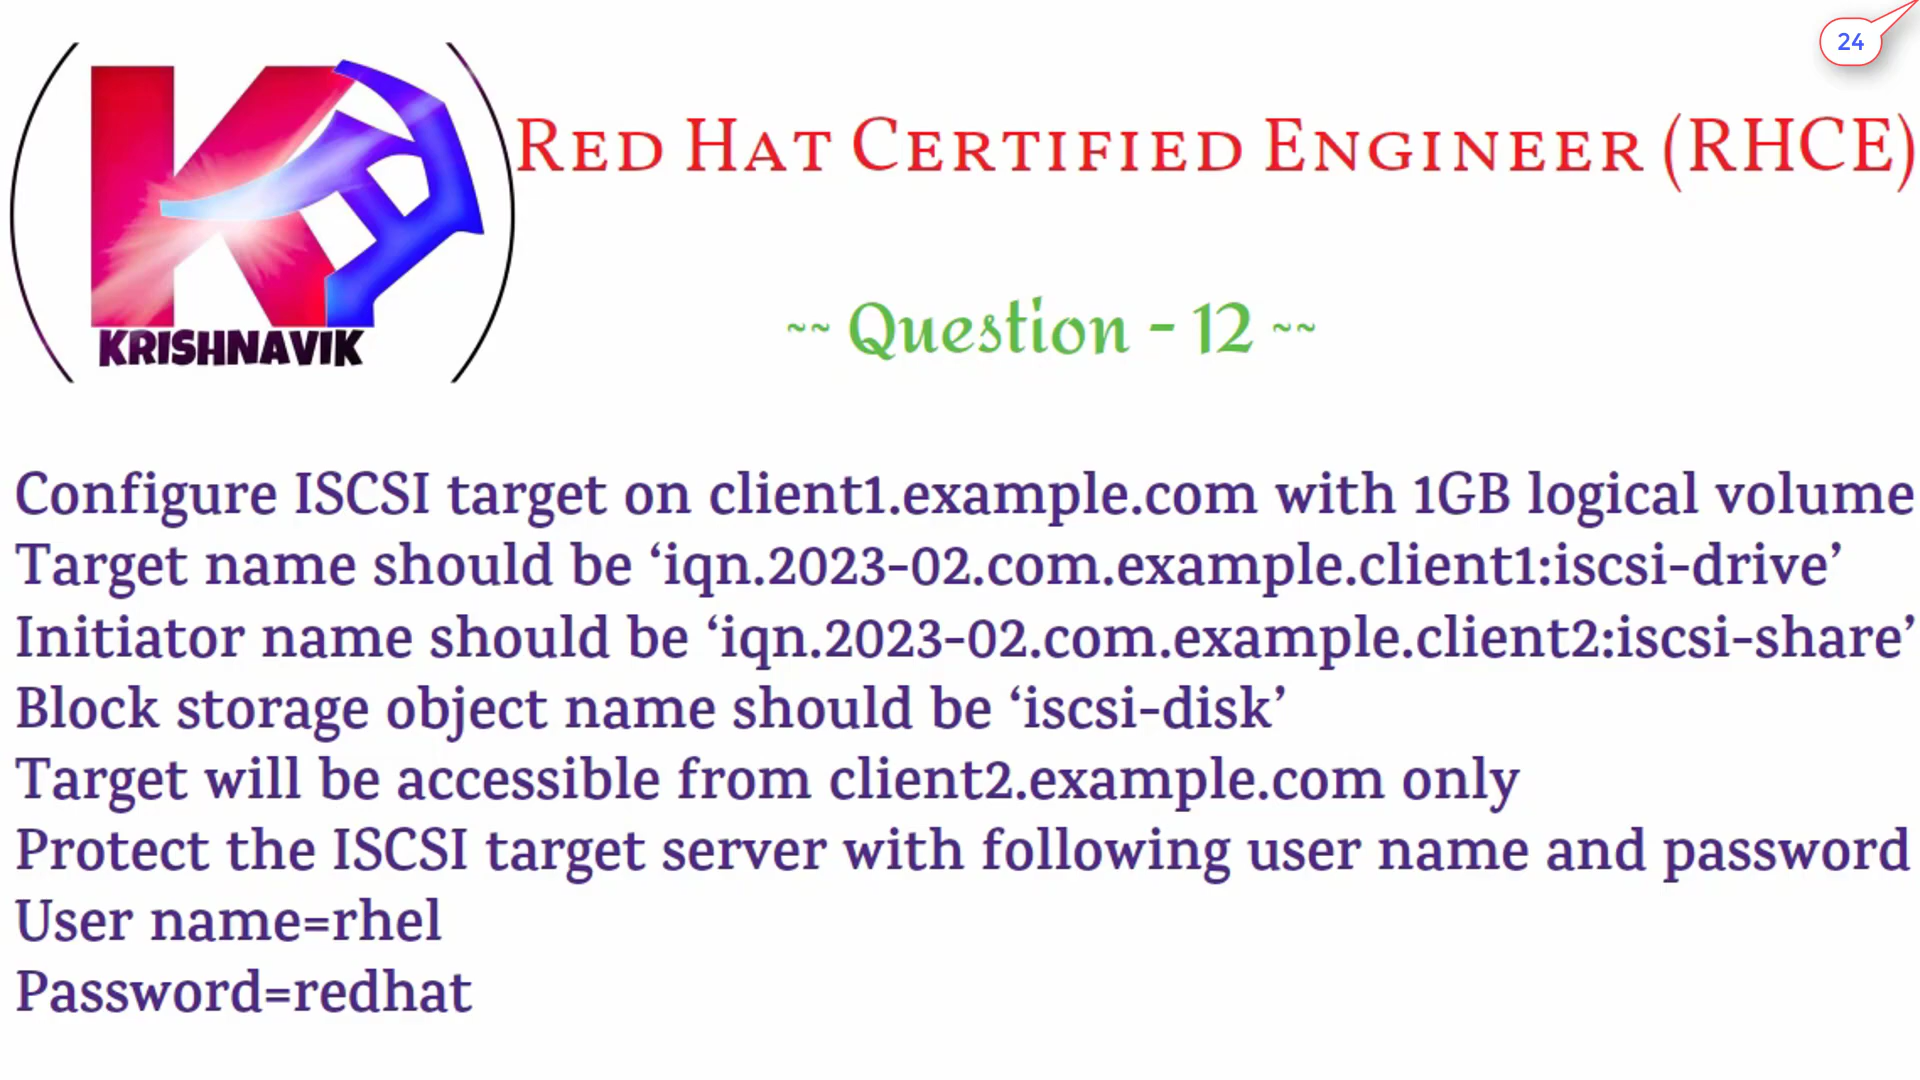 24
RED HAT CERTIFIED ENGINEER (RHCE)
~~ Question - 12 ~~
KRISHNAVIK
Configure ISCSI target on client1.example.com with 1GB logical volume
Target name should be ‘iqn.2023-02.com.example.client1:iscsi-drive’
Initiator name should be ‘iqn.2023-02.com.example.client2:iscsi-share’
Block storage object name should be ‘iscsi-disk’
Target will be accessible from client2.example.com only
Protect the ISCSI target server with following user name and password
User name=rhel
Password=redhat